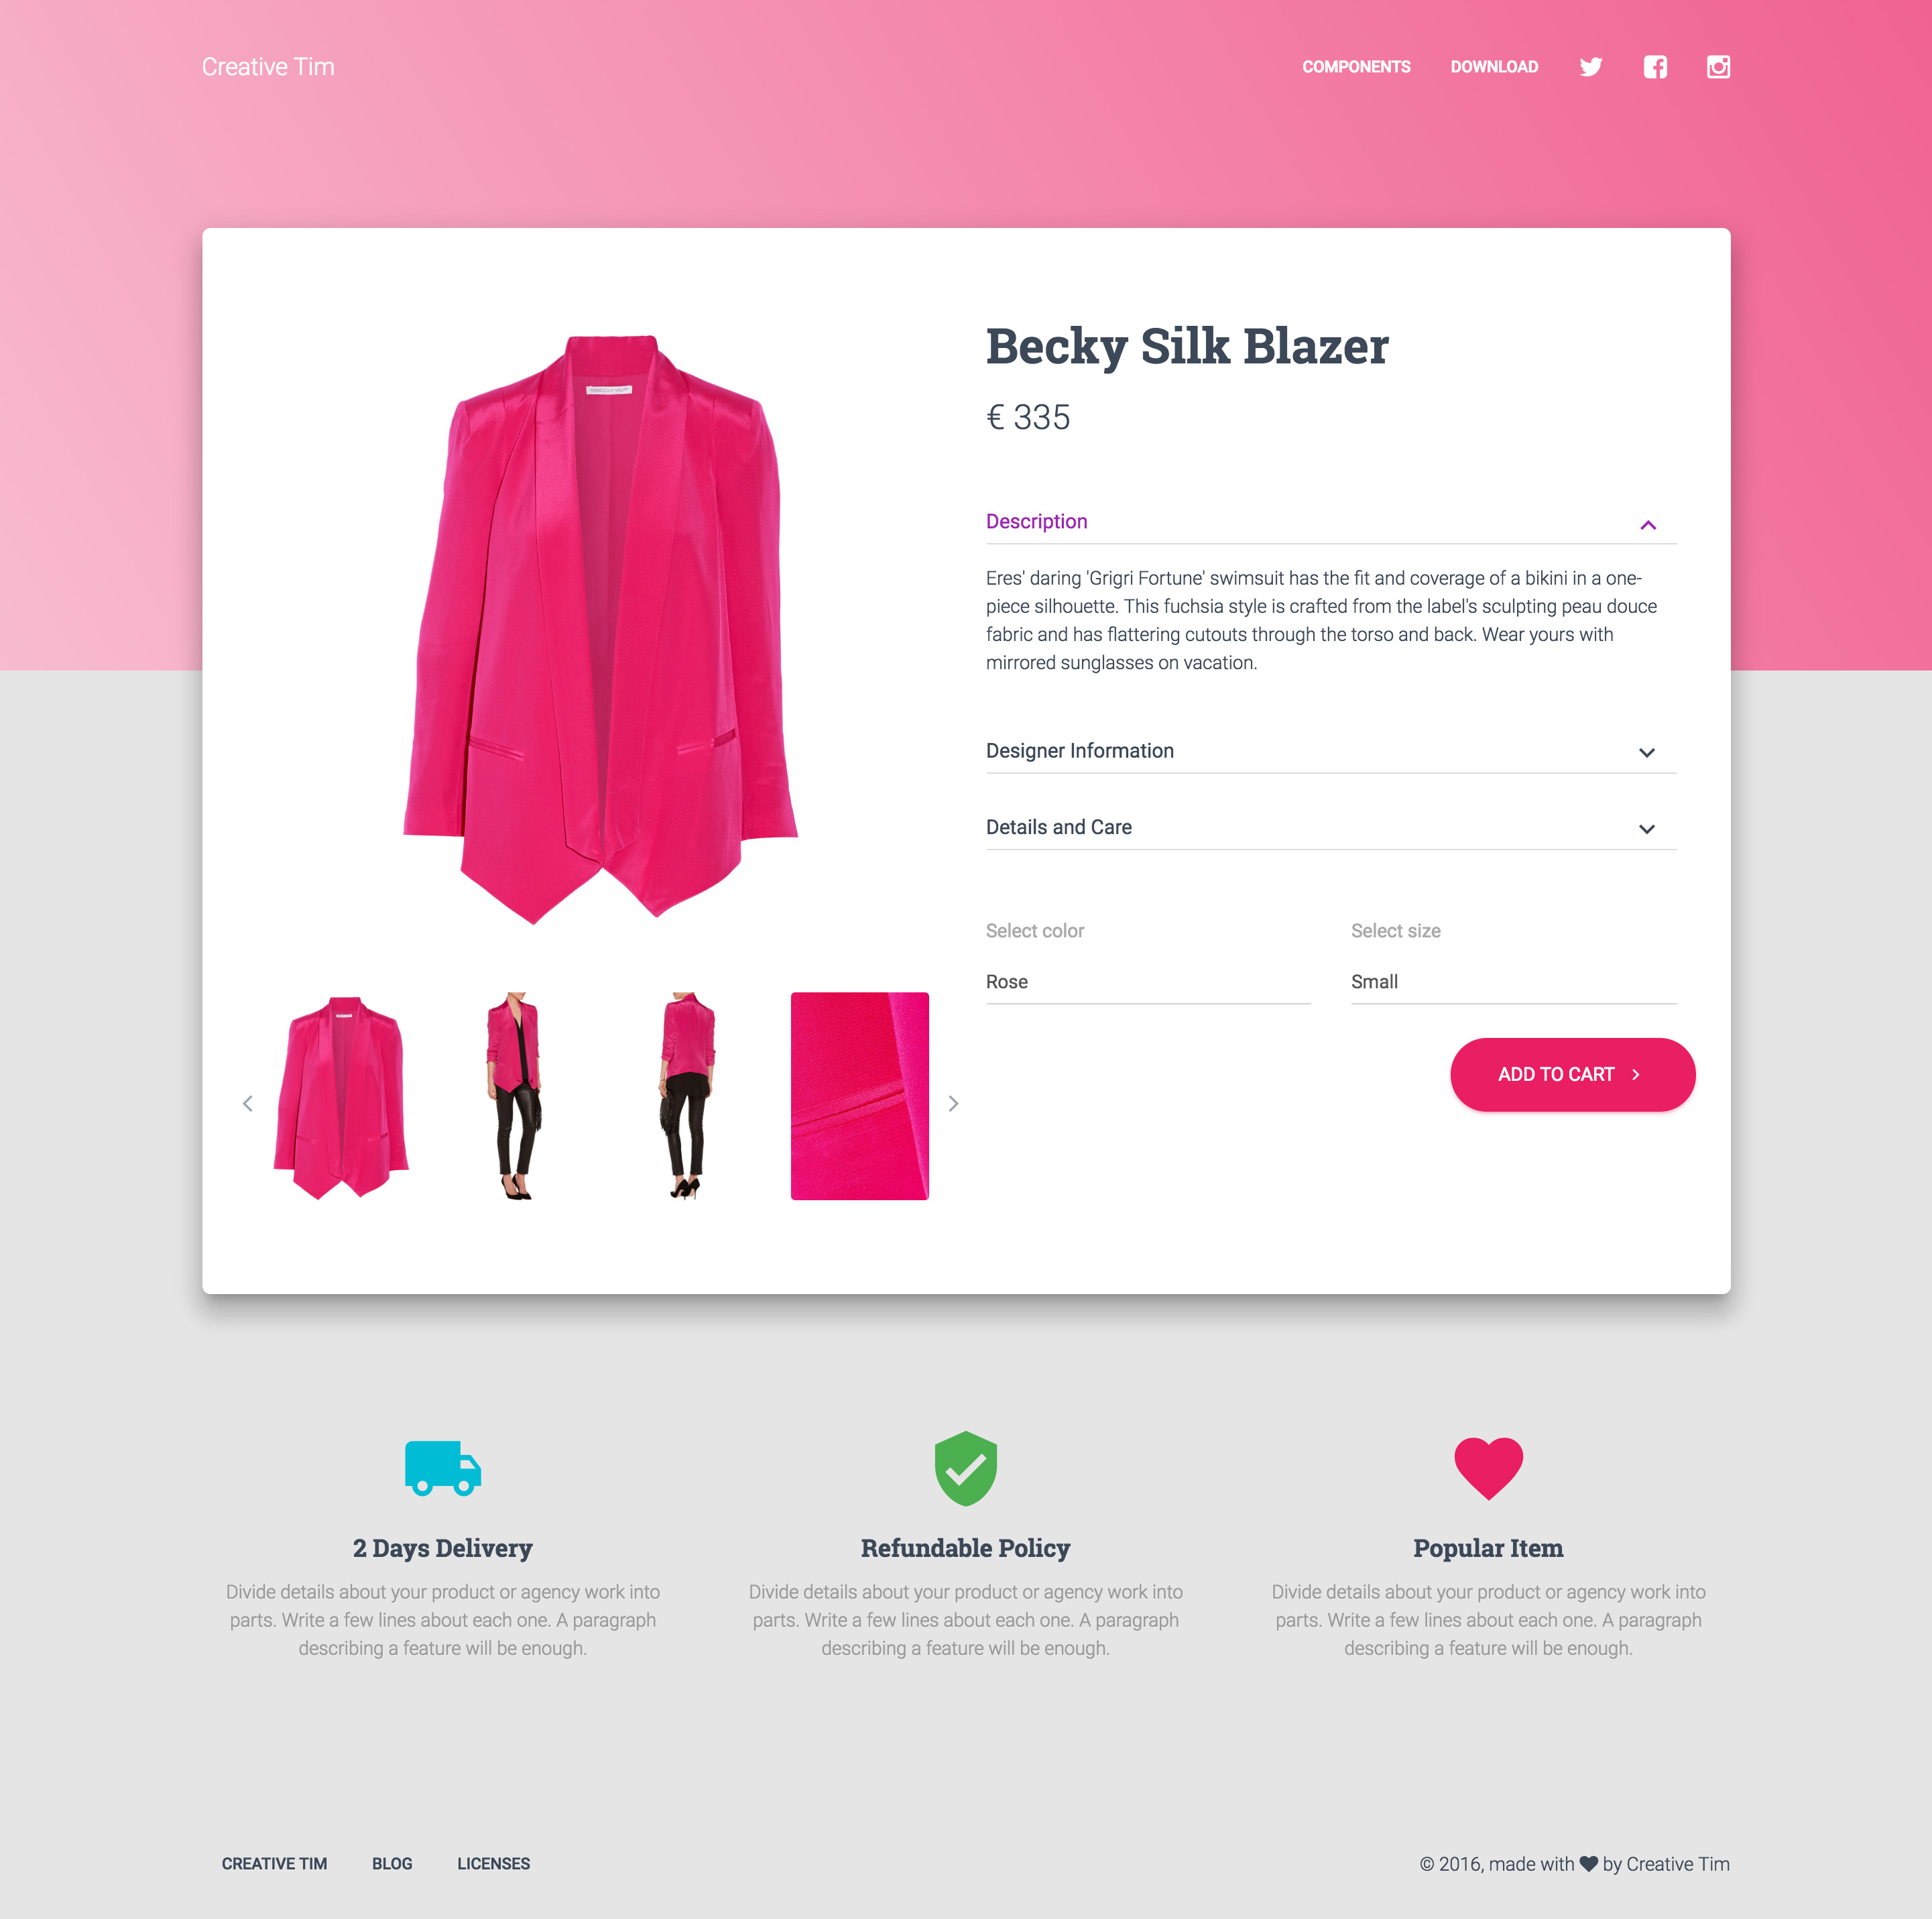 Creative Tim
COMPONENTS
DOWNLOAD
Becky Silk Blazer
€ 335
Description
Eres' daring 'Grigri Fortune' swimsuit has the fit and coverage of a bikini in a one-
piece silhouette. This fuchsia style is crafted from the label's sculpting peau douce
fabric and has flattering cutouts through the torso and back. Wear yours with
mirrored sunglasses on vacation.
Designer Information
Details and Care
Select color
Select size
Rose
Small
ADD TO CART
2 Days Delivery
Divide details about your product or agency work into
parts. Write a few lines about each one. A paragraph
describing a feature will be enough.
Refundable Policy
Divide details about your product or agency work into
parts. Write a few lines about each one. A paragraph
describing a feature will be enough.
Popular Item
Divide details about your product or agency work into
parts. Write a few lines about each one. A paragraph
describing a feature will be enough.
CREATIVE TIM
BLOG
LICENSES
© 2016, made with ♥ by Creative Tim